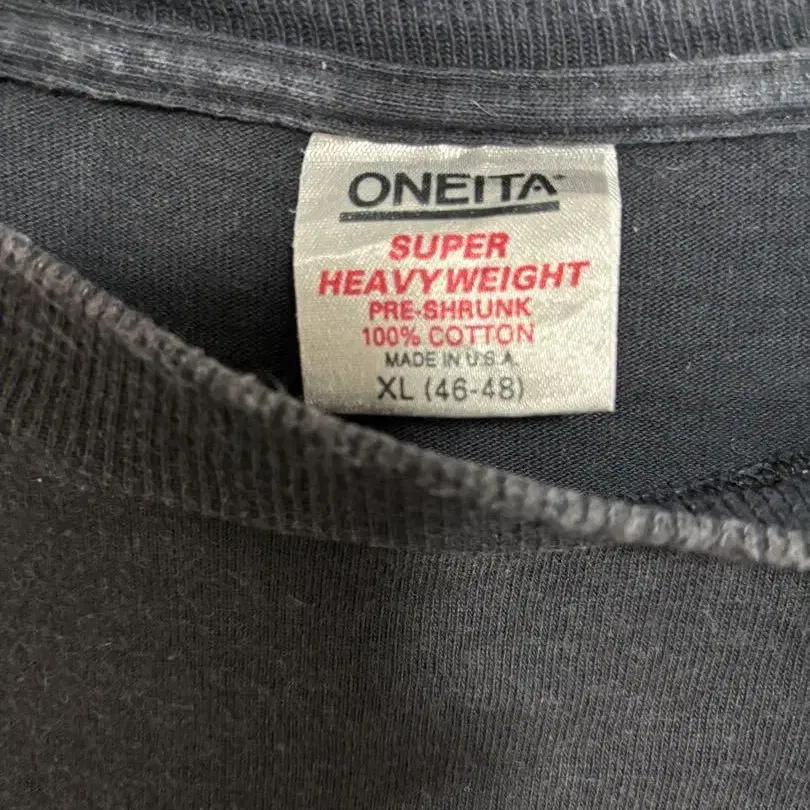 ONEITA
SUPER
HEAVYWEIGHT
PRE-SHRUNK
100% COTTON
MADE IN U.S.A.
XL (46-48)